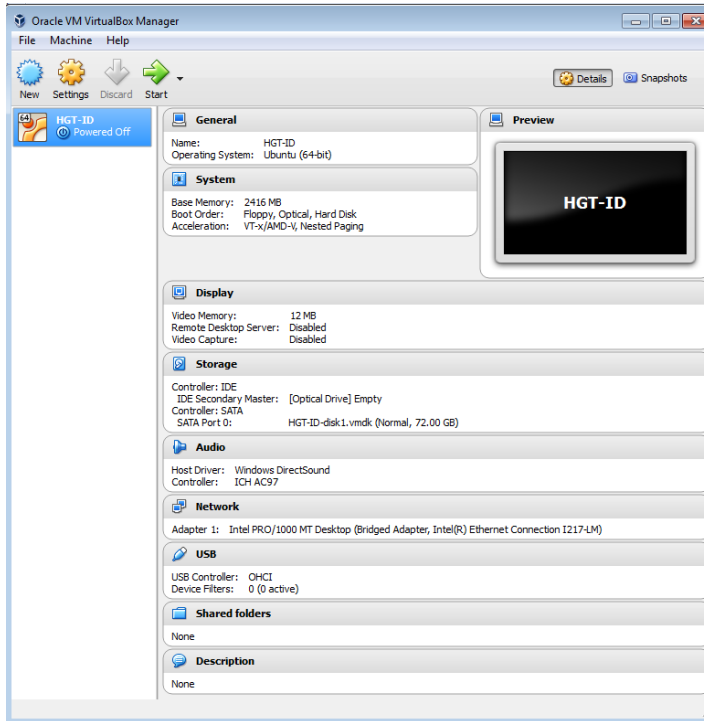 Oracle VM VirtualBox Manager
File Machine Help
New Settings Discard Start
Details Snapshots
64
HGT-ID
Powered Off
General
Name: HGT-ID
Operating System: Ubuntu (64-bit)
System
Base Memory: 2416 MB
Boot Order: Floppy, Optical, Hard Disk
Acceleration: VT-x/AMD-V, Nested Paging
Preview
HGT-ID
Display
Video Memory: 12 MB
Remote Desktop Server: Disabled
Video Capture: Disabled
Storage
Controller: IDE
IDE Secondary Master: [Optical Drive] Empty
Controller: SATA
SATA Port 0: HGT-ID-disk1.vmdk (Normal, 72.00 GB)
Audio
Host Driver: Windows DirectSound
Controller: ICH AC97
Network
Adapter 1: Intel PRO/1000 MT Desktop (Bridged Adapter, Intel(R) Ethernet Connection I217-LM)
USB
USB Controller: OHCI
Device Filters: 0 (0 active)
Shared folders
None
Description
None